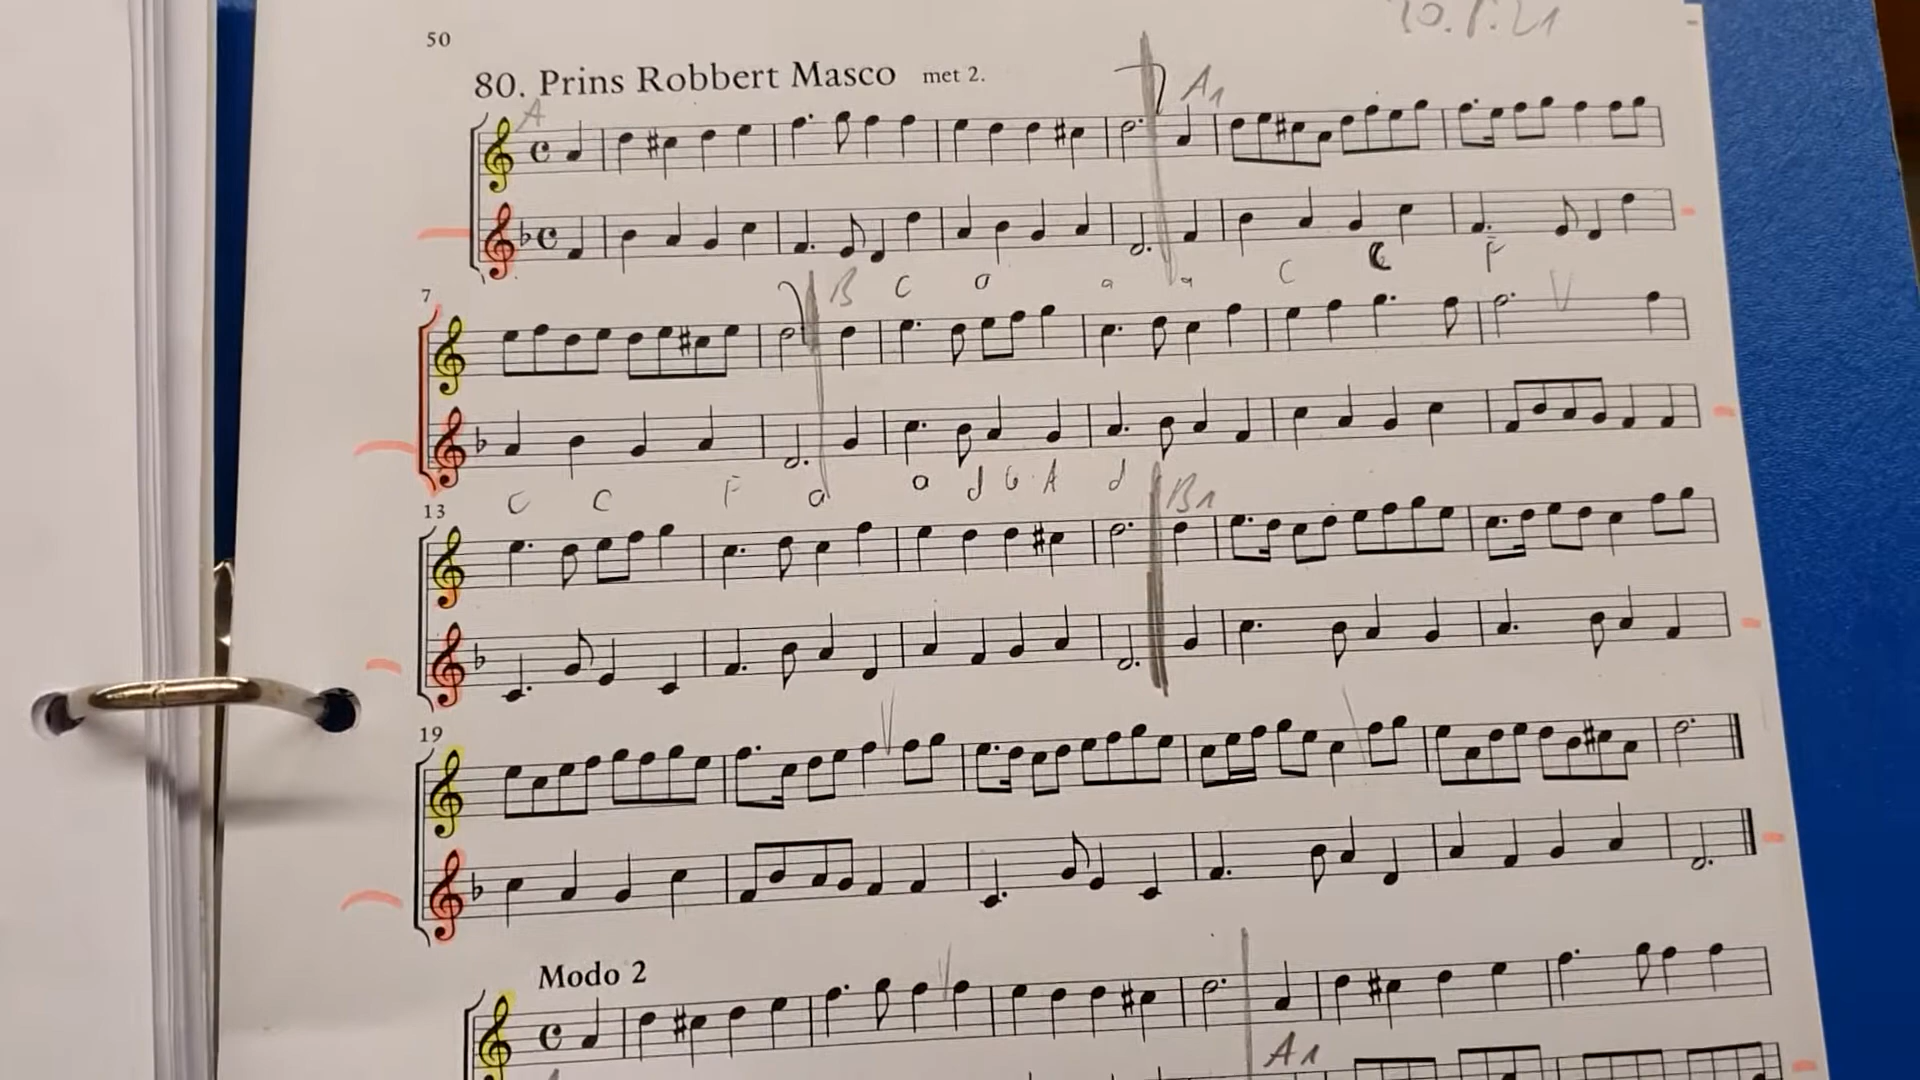 50
80. Prins Robbert Masco met 2.
A
A1
7
B C a a a C C F
13
C C F a a d G A d
B1
19
Modo 2
A1